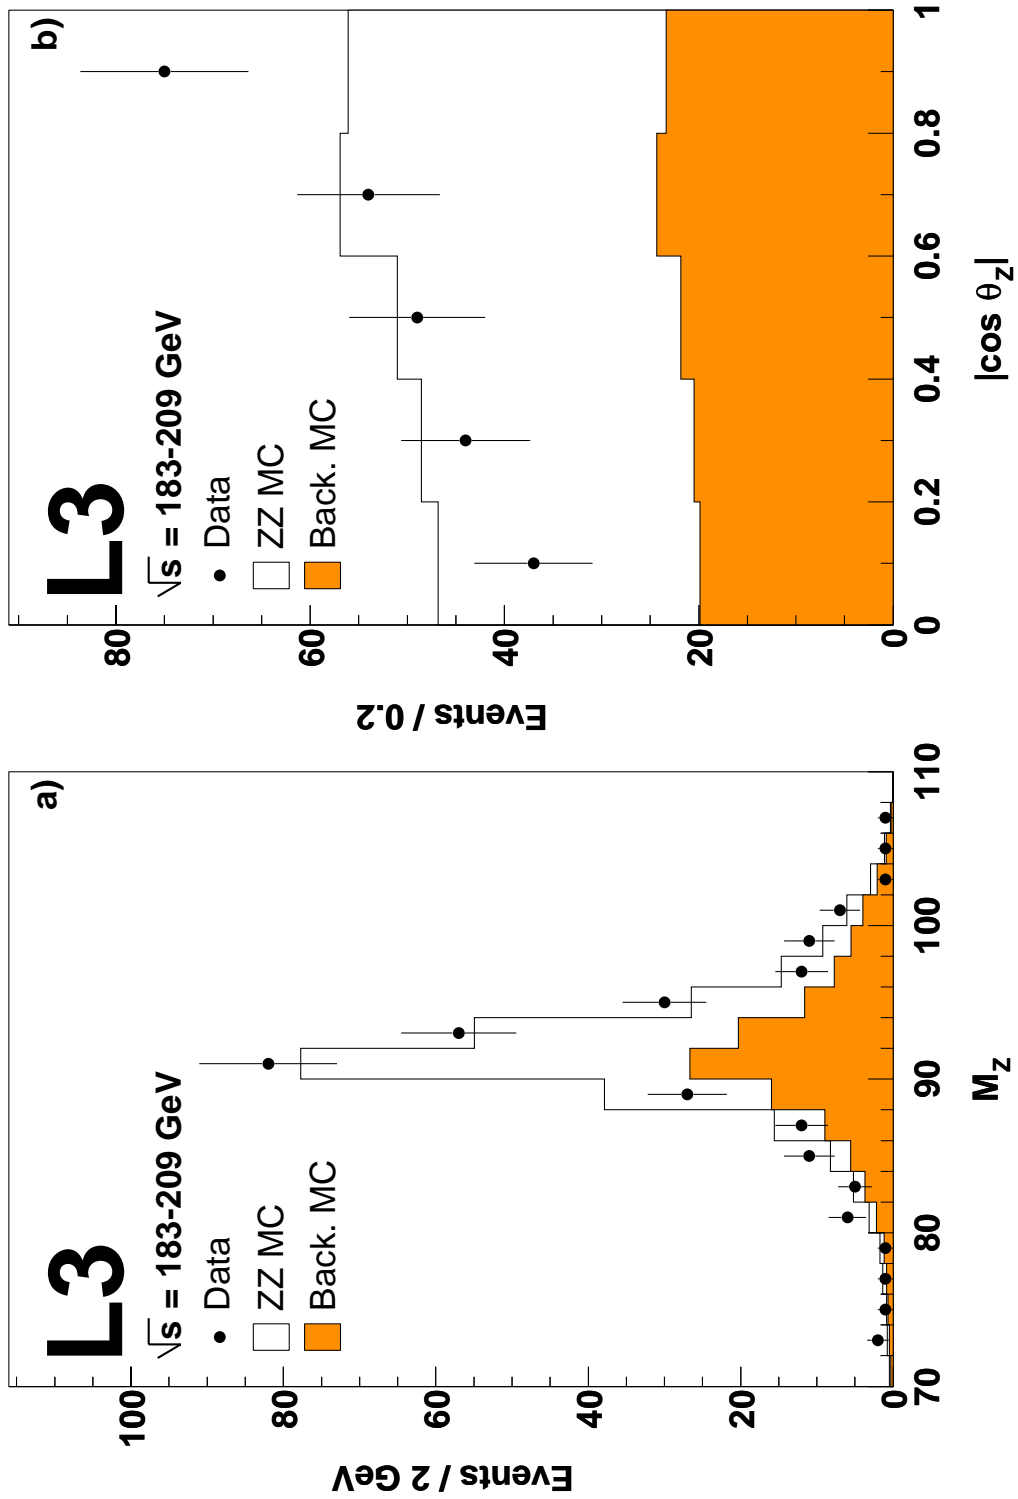 a)
L3
√s = 183-209 GeV
Data
ZZ MC
Back. MC
Events / 2 GeV
0
20
40
60
80
100
70
80
90
100
110
M_Z
b)
L3
√s = 183-209 GeV
Data
ZZ MC
Back. MC
Events / 0.2
0
20
40
60
80
0
0.2
0.4
0.6
0.8
1
|cos θ_Z|